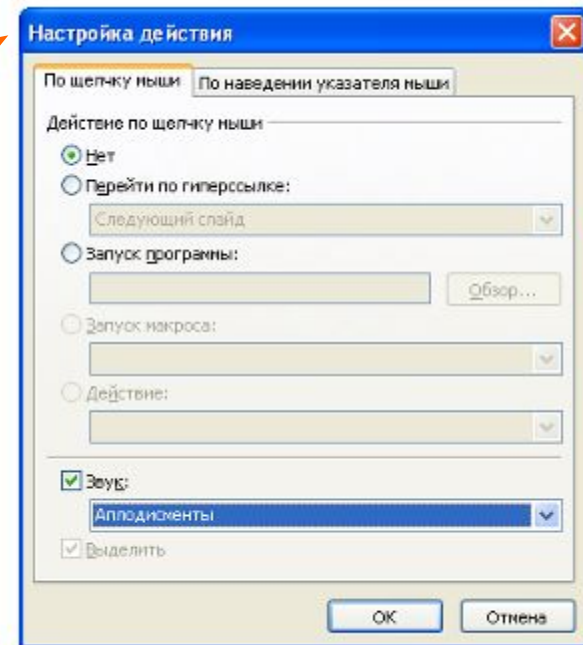 Настройка действия
По щелчку мыши По наведении указателя мыши
Действие по щелчку мыши
Нет
Перейти по гиперссылке:
Следующий слайд
Запуск программы:
Обзор...
Запуск макроса:
Действие:
Звук:
Аплодисменты
Выделить
ОК Отмена